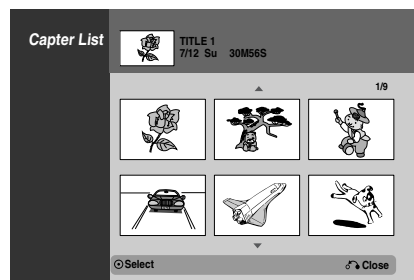 Capter List
TITLE 1
7/12 Su 30M56S
1/9
Select
Close